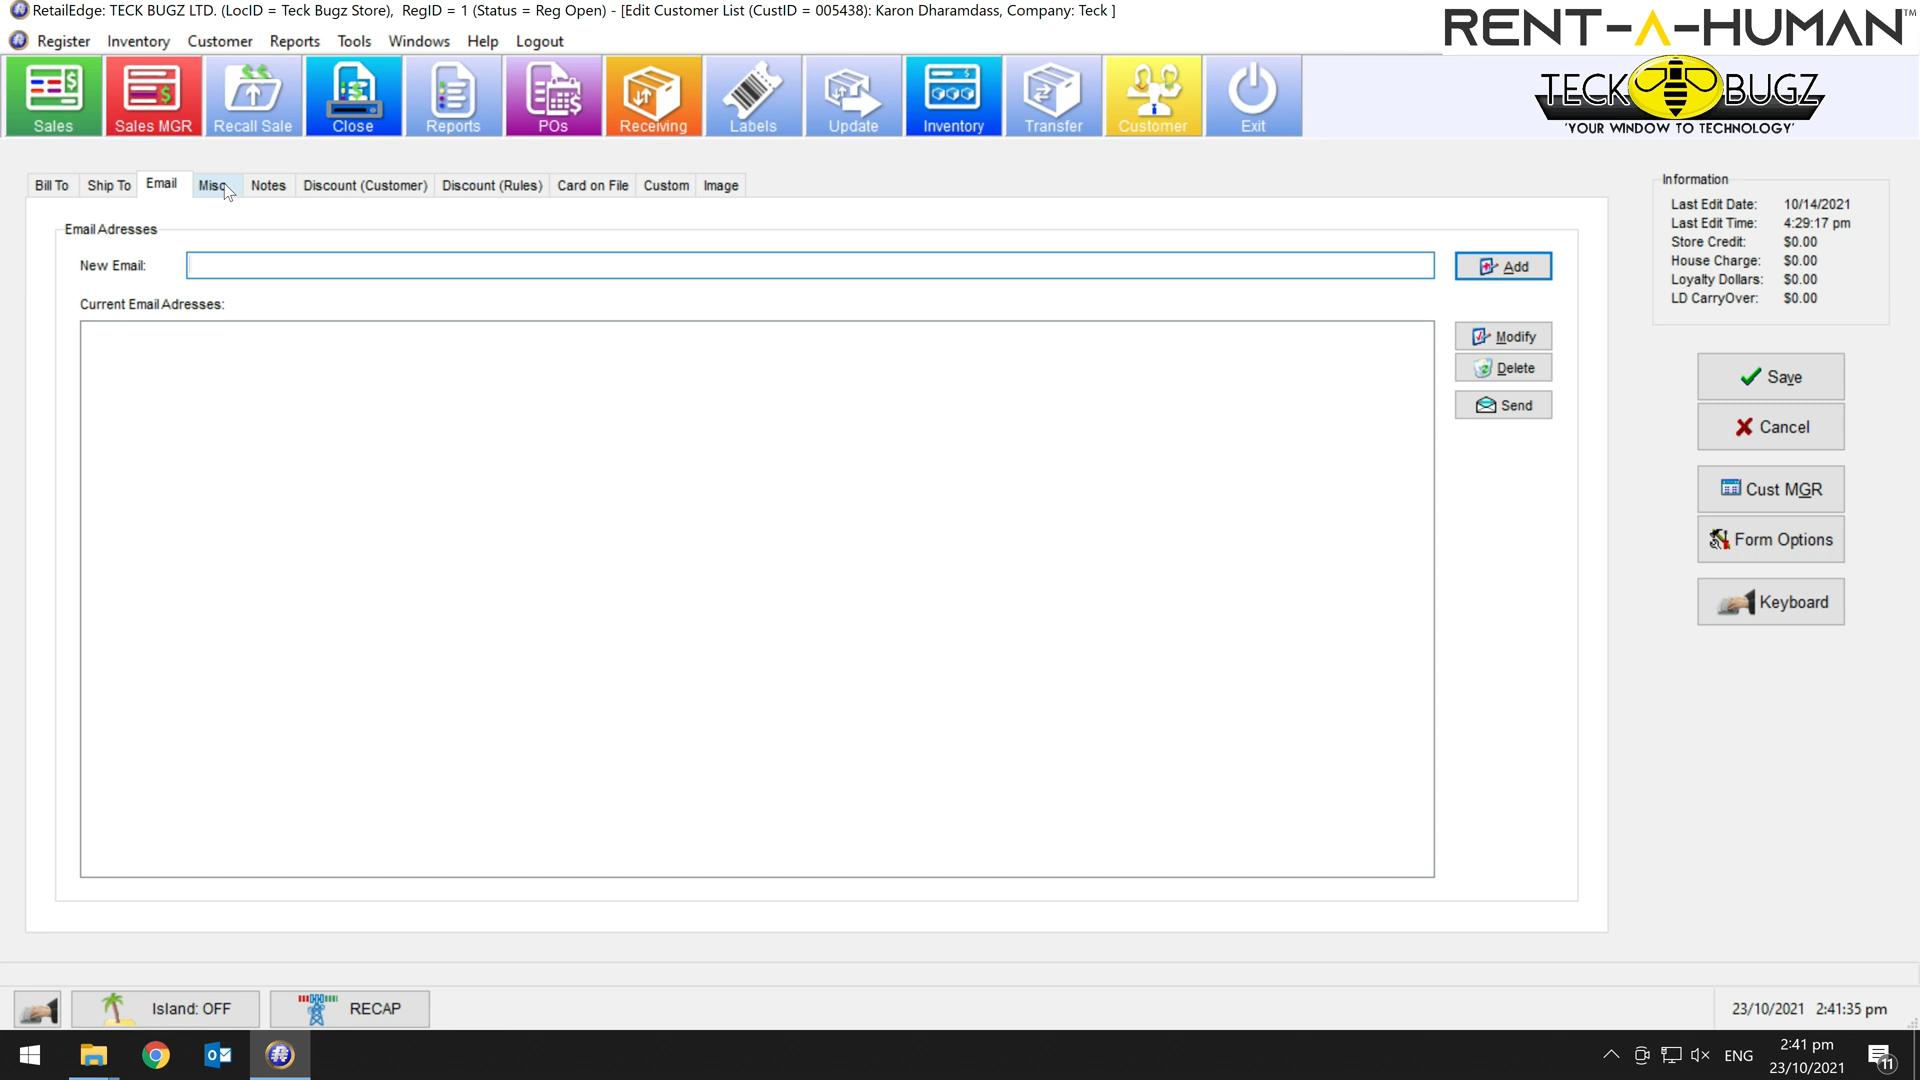 RetailEdge: TECK BUGZ LTD. (LocID = Teck Bugz Store), RegID = 1 (Status = Reg Open) - [Edit Customer List (CustID = 005438): Karon Dharamdass, Company: Teck ]
RENT-A-HUMAN™
Register Inventory Customer Reports Tools Windows Help Logout
Sales Sales MGR Recall Sale Close Reports POs Receiving Labels Update Inventory Transfer Customer Exit
TECK BUGZ
'YOUR WINDOW TO TECHNOLOGY'
Bill To Ship To Email Misc Notes Discount (Customer) Discount (Rules) Card on File Custom Image
Email Adresses
New Email:
Add
Current Email Adresses:
Modify
Delete
Send
Information
Last Edit Date: 10/14/2021
Last Edit Time: 4:29:17 pm
Store Credit: $0.00
House Charge: $0.00
Loyalty Dollars: $0.00
LD CarryOver: $0.00
Save
Cancel
Cust MGR
Form Options
Keyboard
Island: OFF RECAP
23/10/2021 2:41:35 pm
ENG
2:41 pm
23/10/2021
11